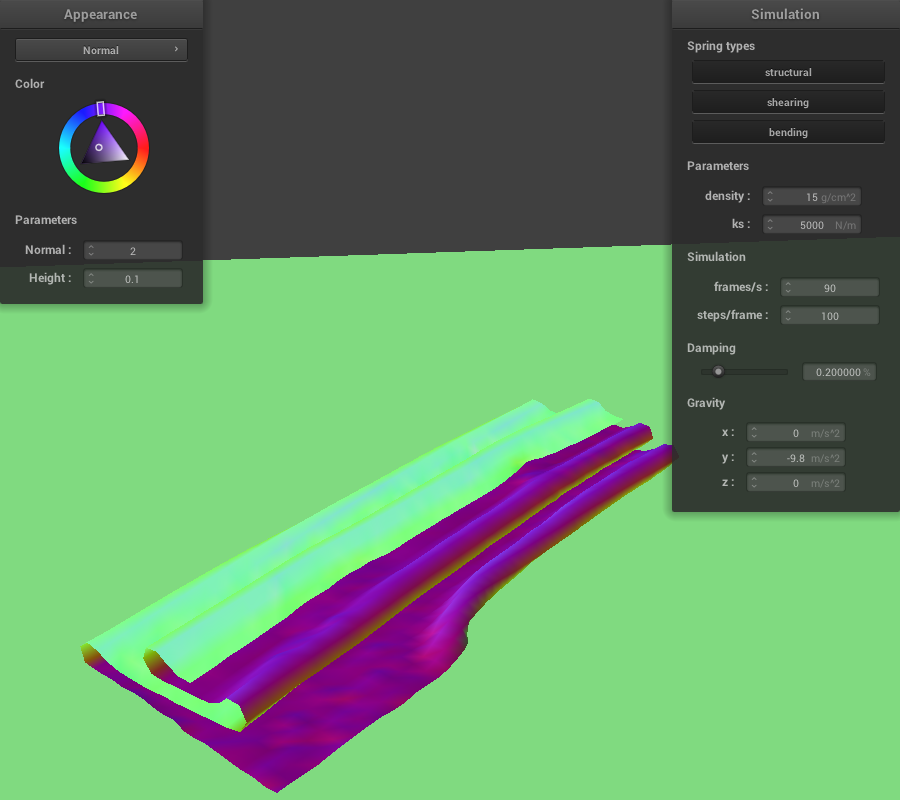 Appearance
Normal
Color
Parameters
Normal : 2
Height : 0.1
Simulation
Spring types
structural
shearing
bending
Parameters
density : 15 g/cm^2
ks : 5000 N/m
Simulation
frames/s : 90
steps/frame : 100
Damping
0.200000 %
Gravity
x : 0 m/s^2
y : -9.8 m/s^2
z : 0 m/s^2